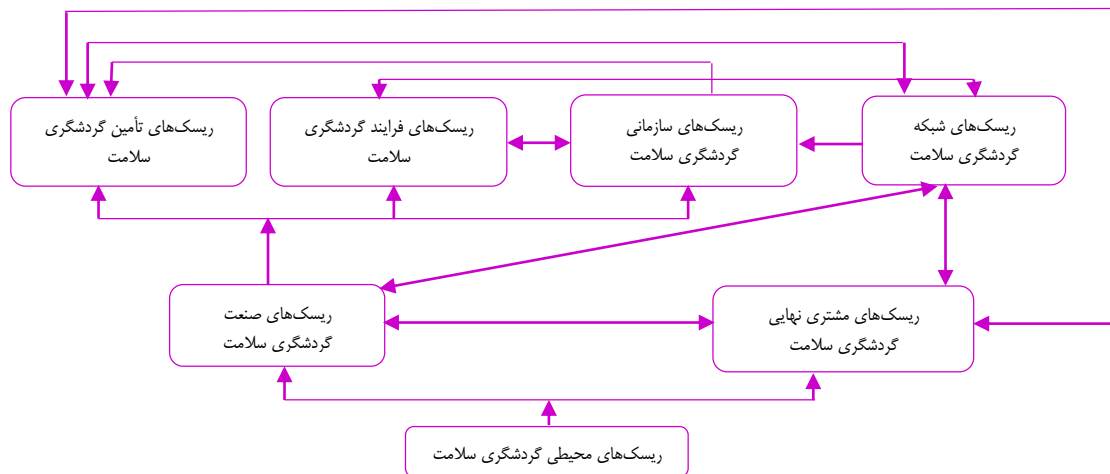 ریسک‌های شبکه
گردشگری سلامت
ریسک‌های سازمانی
گردشگری سلامت
ریسک‌های فرایند گردشگری
سلامت
ریسک‌های تأمین گردشگری
سلامت
ریسک‌های مشتری نهایی
گردشگری سلامت
ریسک‌های صنعت
گردشگری سلامت
ریسک‌های محیطی گردشگری سلامت